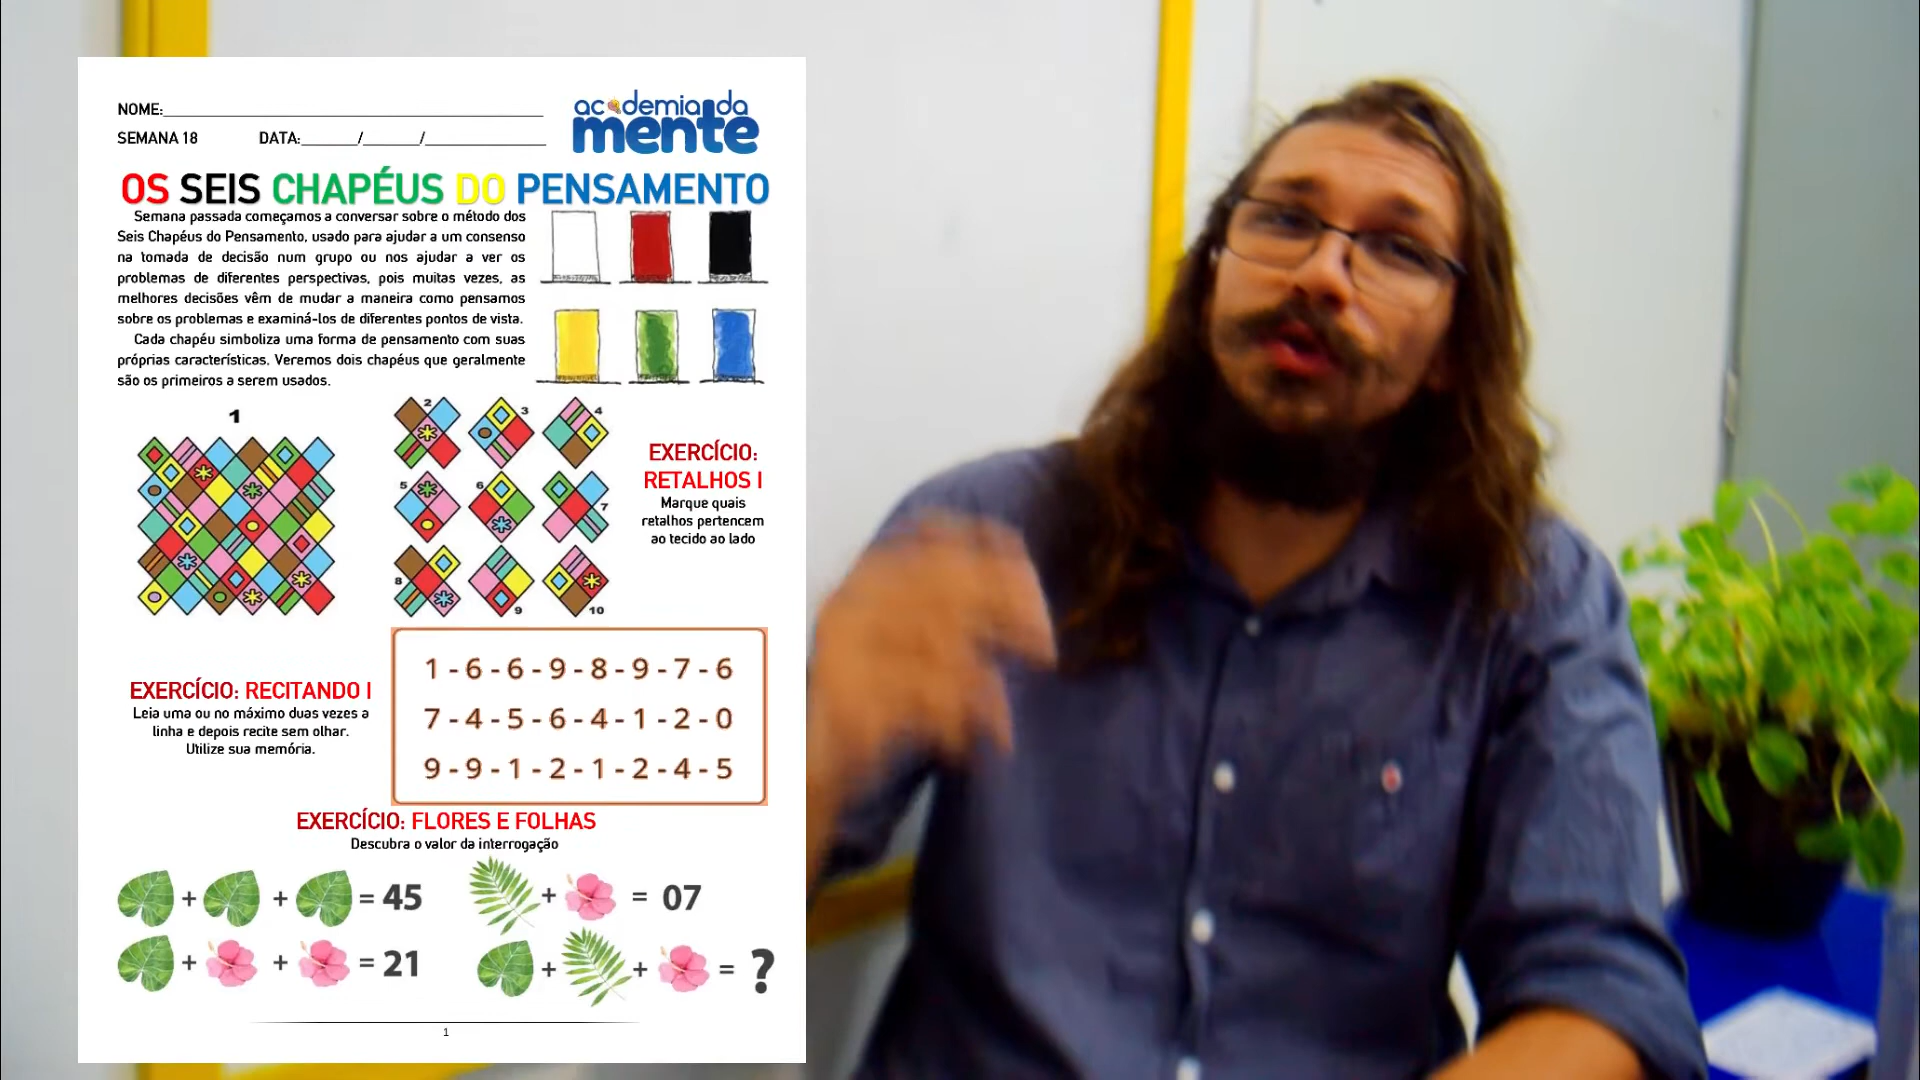 NOME:
SEMANA 18 DATA: / /
academia da
mente
OS SEIS CHAPÉUS DO PENSAMENTO
Semana passada começamos a conversar sobre o método dos
Seis Chapéus do Pensamento, usado para ajudar a um consenso
na tomada de decisão num grupo ou nos ajudar a ver os
problemas de diferentes perspectivas, pois muitas vezes, as
melhores decisões vêm de mudar a maneira como pensamos
sobre os problemas e examiná-los de diferentes pontos de vista.
Cada chapéu simboliza uma forma de pensamento com suas
próprias características. Veremos dois chapéus que geralmente
são os primeiros a serem usados.
1
2
3
4
5
6
7
8
9
10
EXERCÍCIO:
RETALHOS I
Marque quais
retalhos pertencem
ao tecido ao lado
EXERCÍCIO: RECITANDO I
Leia uma ou no máximo duas vezes a
linha e depois recite sem olhar.
Utilize sua memória.
1 - 6 - 6 - 9 - 8 - 9 - 7 - 6
7 - 4 - 5 - 6 - 4 - 1 - 2 - 0
9 - 9 - 1 - 2 - 1 - 2 - 4 - 5
EXERCÍCIO: FLORES E FOLHAS
Descubra o valor da interrogação
+ + = 45
+ = 07
+ + = 21
+ + = ?
1